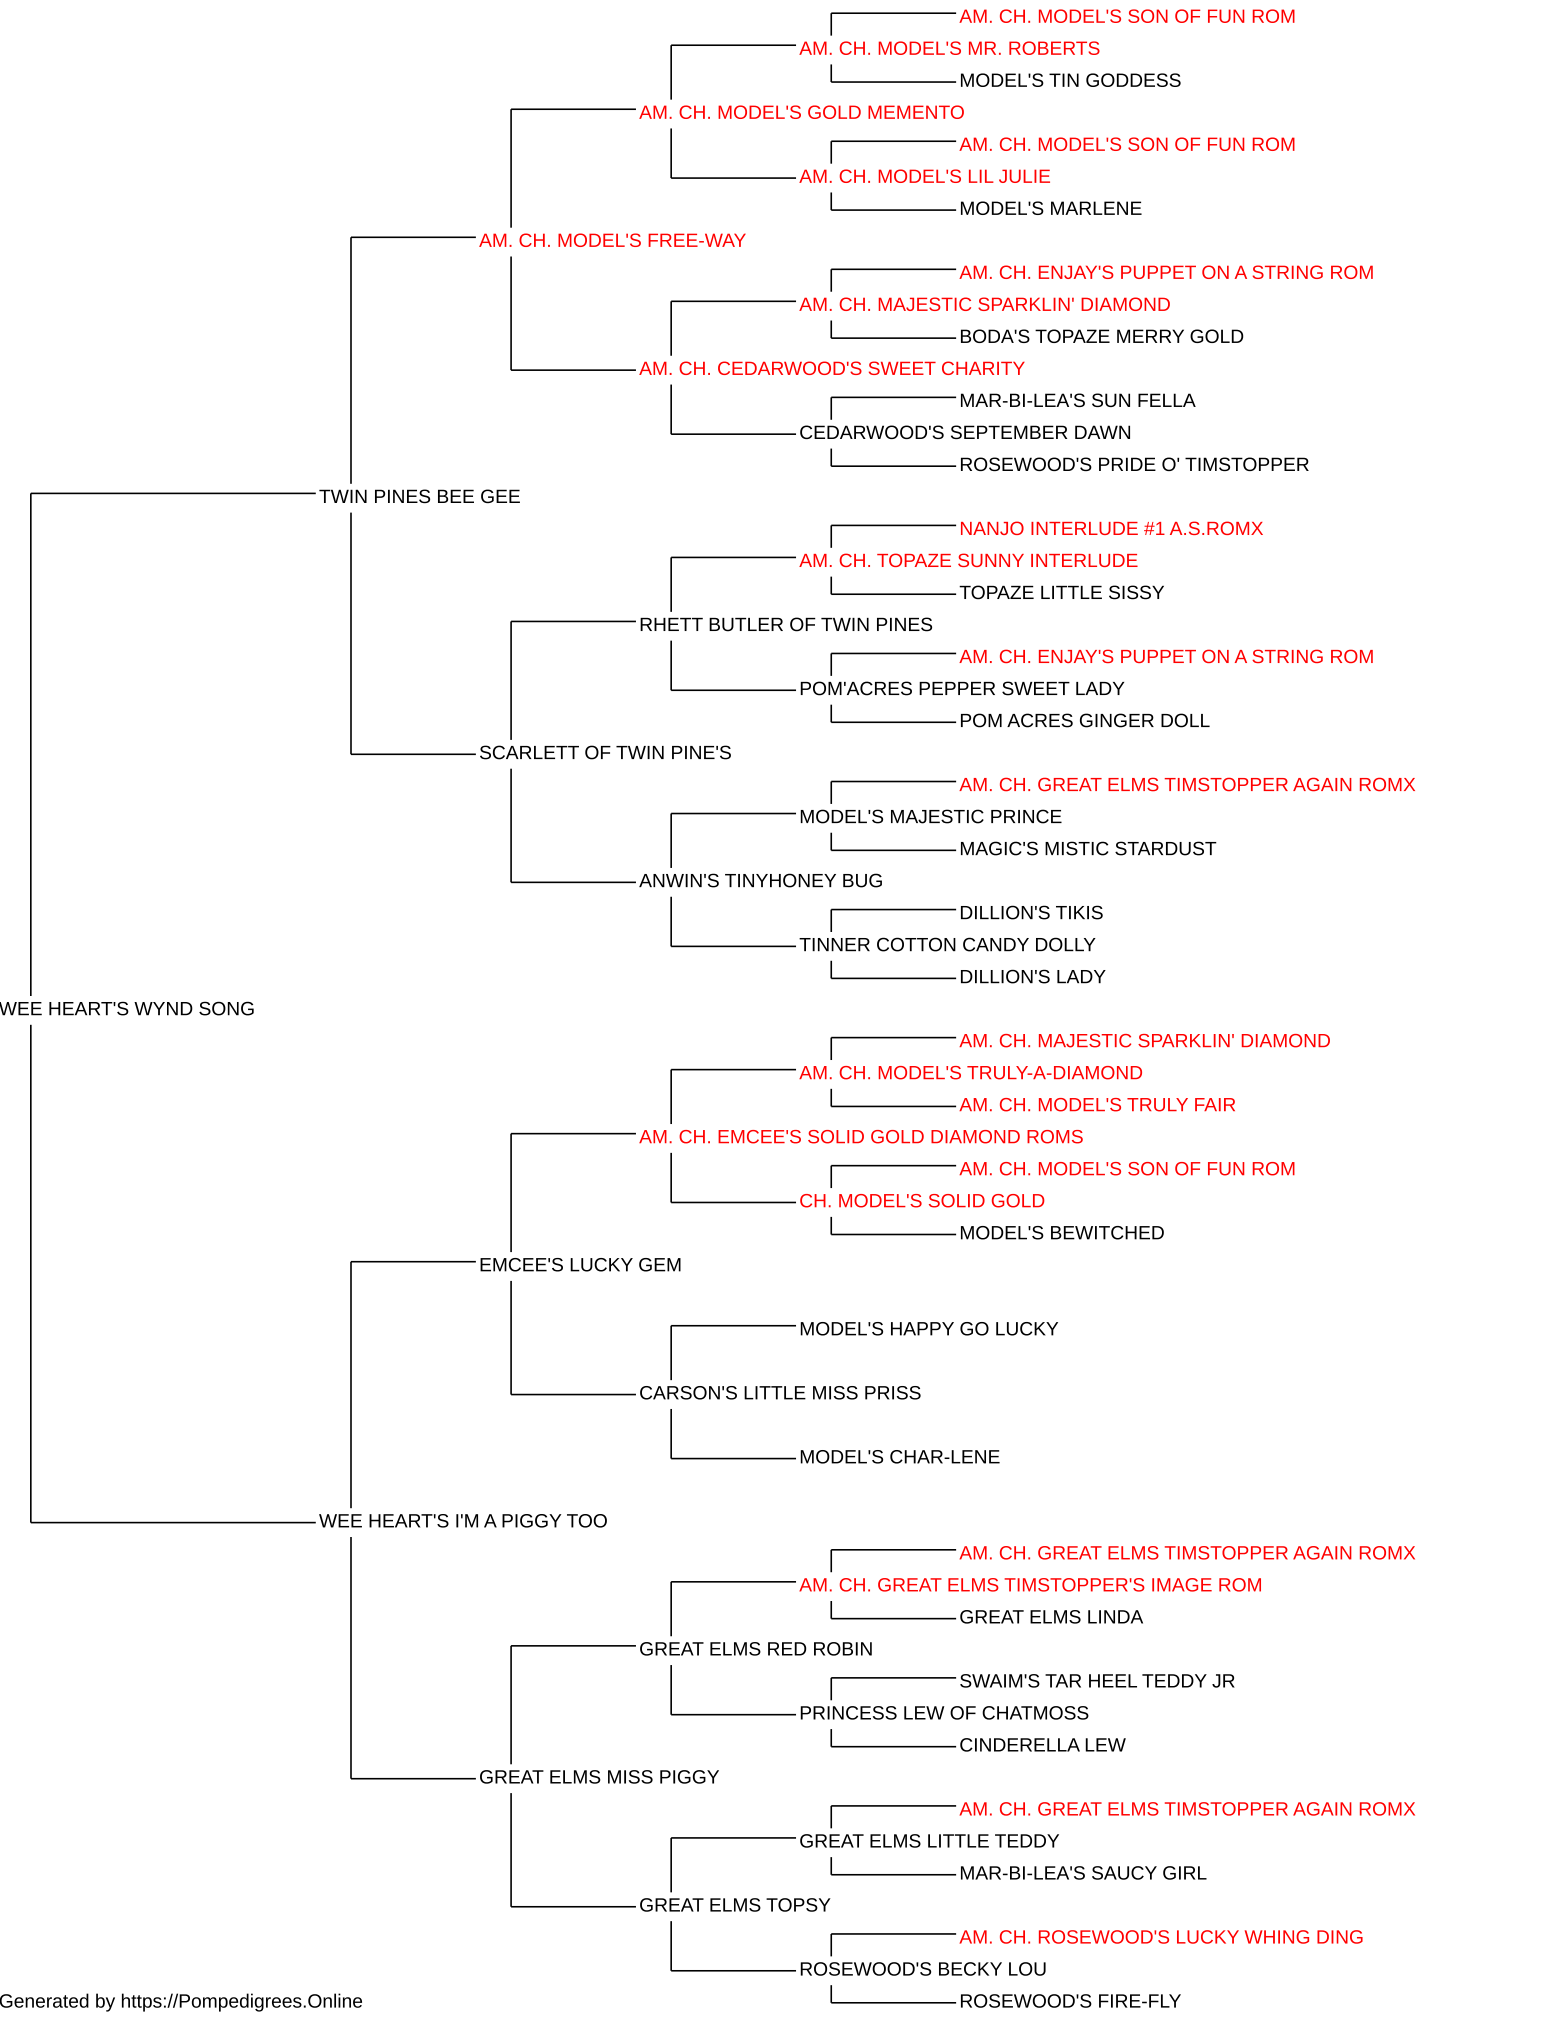 AM. CH. MODEL'S SON OF FUN ROM
AM. CH. MODEL'S MR. ROBERTS
MODEL'S TIN GODDESS
AM. CH. MODEL'S GOLD MEMENTO
AM. CH. MODEL'S SON OF FUN ROM
AM. CH. MODEL'S LIL JULIE
MODEL'S MARLENE
AM. CH. MODEL'S FREE-WAY
AM. CH. ENJAY'S PUPPET ON A STRING ROM
AM. CH. MAJESTIC SPARKLIN' DIAMOND
BODA'S TOPAZE MERRY GOLD
AM. CH. CEDARWOOD'S SWEET CHARITY
MAR-BI-LEA'S SUN FELLA
CEDARWOOD'S SEPTEMBER DAWN
ROSEWOOD'S PRIDE O' TIMSTOPPER
TWIN PINES BEE GEE
NANJO INTERLUDE #1 A.S.ROMX
AM. CH. TOPAZE SUNNY INTERLUDE
TOPAZE LITTLE SISSY
RHETT BUTLER OF TWIN PINES
AM. CH. ENJAY'S PUPPET ON A STRING ROM
POM'ACRES PEPPER SWEET LADY
POM ACRES GINGER DOLL
SCARLETT OF TWIN PINE'S
AM. CH. GREAT ELMS TIMSTOPPER AGAIN ROMX
MODEL'S MAJESTIC PRINCE
MAGIC'S MISTIC STARDUST
ANWIN'S TINYHONEY BUG
DILLION'S TIKIS
TINNER COTTON CANDY DOLLY
DILLION'S LADY
WEE HEART'S WYND SONG
AM. CH. MAJESTIC SPARKLIN' DIAMOND
AM. CH. MODEL'S TRULY-A-DIAMOND
AM. CH. MODEL'S TRULY FAIR
AM. CH. EMCEE'S SOLID GOLD DIAMOND ROMS
AM. CH. MODEL'S SON OF FUN ROM
CH. MODEL'S SOLID GOLD
MODEL'S BEWITCHED
EMCEE'S LUCKY GEM
MODEL'S HAPPY GO LUCKY
CARSON'S LITTLE MISS PRISS
MODEL'S CHAR-LENE
WEE HEART'S I'M A PIGGY TOO
AM. CH. GREAT ELMS TIMSTOPPER AGAIN ROMX
AM. CH. GREAT ELMS TIMSTOPPER'S IMAGE ROM
GREAT ELMS LINDA
GREAT ELMS RED ROBIN
SWAIM'S TAR HEEL TEDDY JR
PRINCESS LEW OF CHATMOSS
CINDERELLA LEW
GREAT ELMS MISS PIGGY
AM. CH. GREAT ELMS TIMSTOPPER AGAIN ROMX
GREAT ELMS LITTLE TEDDY
MAR-BI-LEA'S SAUCY GIRL
GREAT ELMS TOPSY
AM. CH. ROSEWOOD'S LUCKY WHING DING
ROSEWOOD'S BECKY LOU
ROSEWOOD'S FIRE-FLY
Generated by https://Pompedigrees.Online